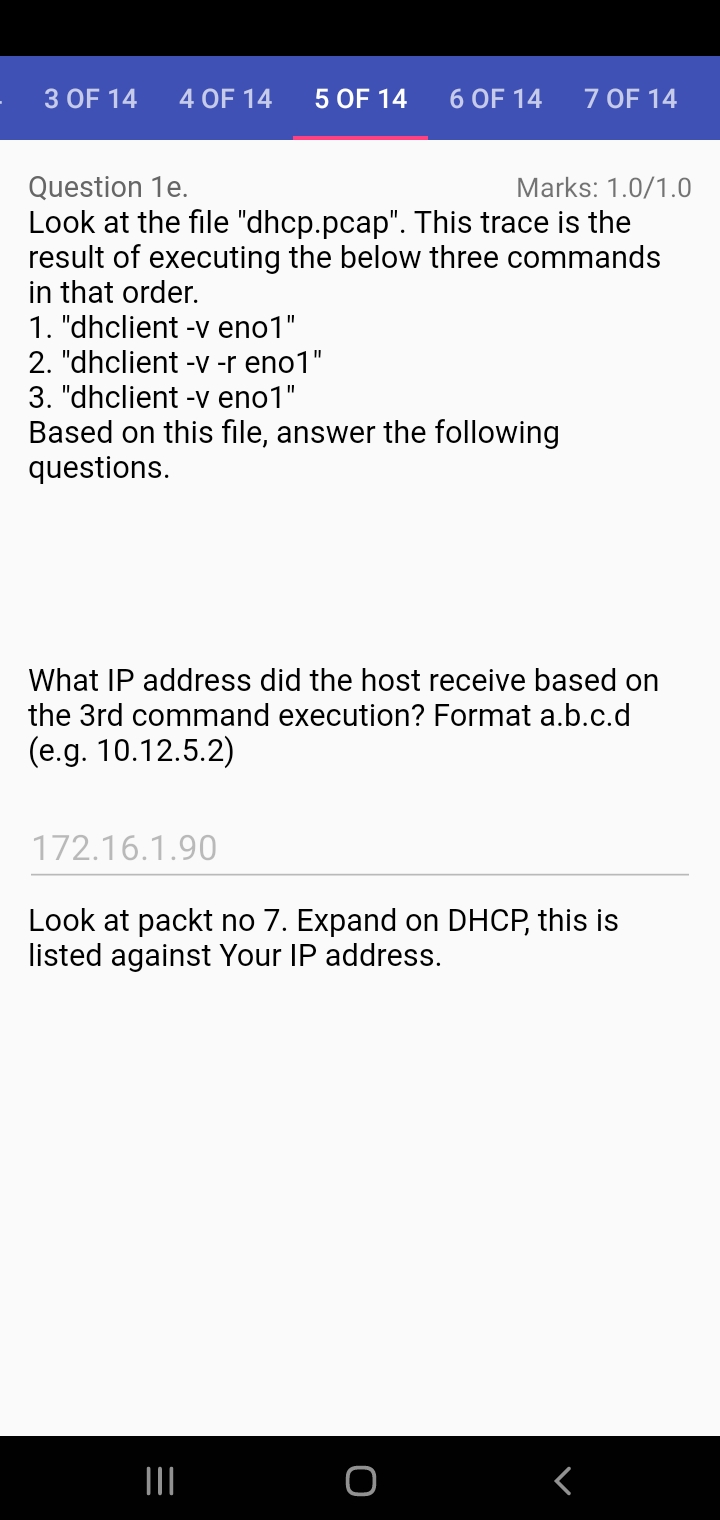 3 OF 14 4 OF 14 5 OF 14 6 OF 14 7 OF 14
Question 1e. Marks: 1.0/1.0
Look at the file "dhcp.pcap". This trace is the
result of executing the below three commands
in that order.
1. "dhclient -v eno1"
2. "dhclient -v -r eno1"
3. "dhclient -v eno1"
Based on this file, answer the following
questions.
What IP address did the host receive based on
the 3rd command execution? Format a.b.c.d
(e.g. 10.12.5.2)
172.16.1.90
Look at packt no 7. Expand on DHCP, this is
listed against Your IP address.